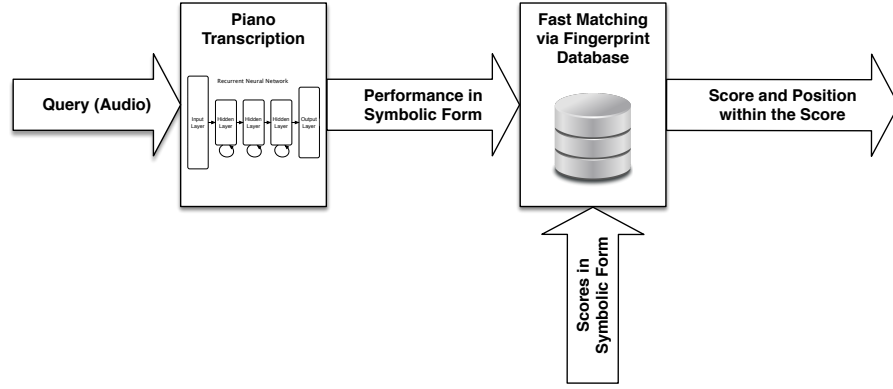 Piano
Transcription
Recurrent Neural Network
Input
Layer
Hidden
Layer
Hidden
Layer
Hidden
Layer
Output
Layer
Query (Audio)
Performance in
Symbolic Form
Fast Matching
via Fingerprint
Database
Score and Position
within the Score
Scores in
Symbolic Form